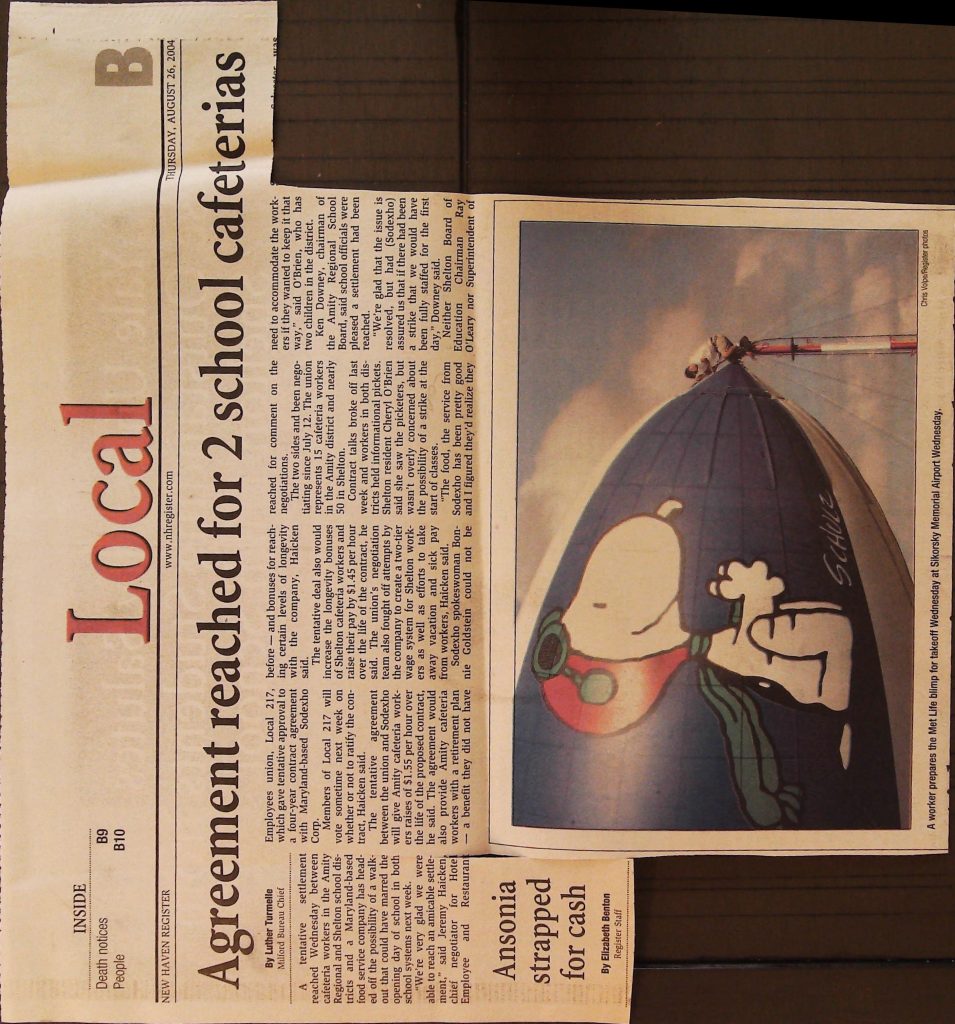 INSIDE
Death notices B9
People B10
Local
B
NEW HAVEN REGISTER
www.nhregister.com
THURSDAY, AUGUST 26, 2004
Agreement reached for 2 school cafeterias
By Luther Turmelle
Milford Bureau Chief
A tentative settlement
reached Wednesday between
cafeteria workers in the Amity
Regional and Shelton school dis-
tricts and a Maryland-based
food service company has head-
ed off the possibility of a walk-
out that could have marred the
opening day of school in both
school systems next week.
"We're very glad we were
able to reach an amicable settle-
ment," said Jeremy Haicken,
chief negotiator for Hotel
Employee and Restaurant
Employees union, Local 217,
which gave tentative approval to
a four-year contract agreement
with Maryland-based Sodexho
Corp.
Members of Local 217 will
vote sometime next week on
whether or not to ratify the con-
tract, Haicken said.
The tentative agreement
between the union and Sodexho
will give Amity cafeteria work-
ers raises of $1.55 per hour over
the life of the proposed contract,
he said. The agreement would
also provide Amity cafeteria
workers with a retirement plan
— a benefit they did not have
before — and bonuses for reach-
ing certain levels of longevity
with the company, Haicken
said.
The tentative deal also would
increase the longevity bonuses
of Shelton cafeteria workers and
raise their pay by $1.45 per hour
over the life of the contract, he
said. The union's negotiation
team also fought off attempts by
the company to create a two-tier
wage system for Shelton work-
ers as well as efforts to take
away vacation and sick pay
from workers, Haicken said.
Sodexho spokeswoman Bon-
nie Goldstein could not be
reached for comment on the
negotiations.
The two sides and been nego-
tiating since July 12. The union
represents 15 cafeteria workers
in the Amity district and nearly
50 in Shelton.
Contract talks broke off last
week and workers in both dis-
tricts held informational pickets.
Shelton resident Cheryl O'Brien
said she saw the picketers, but
wasn't overly concerned about
the possibility of a strike at the
start of classes.
"The food, the service from
Sodexho has been pretty good
and I figured they'd realize they
need to accommodate the work-
ers if they wanted to keep it that
way," said O'Brien, who has
two children in the district.
Ken Downey, chairman of
the Amity Regional School
Board, said school officials were
pleased a settlement had been
reached.
"We're glad that the issue is
resolved, but had (Sodexho)
assured us that if there had been
a strike that we would have
been fully staffed for the first
day," Downey said.
Neither Shelton Board of
Education Chairman Ray
O'Leary nor Superintendent of
was
Ansonia
strapped
for cash
By Elizabeth Benton
Register Staff
SCHULZ
Chris Volpe/Register photos
A worker prepares the Met Life blimp for takeoff Wednesday at Sikorsky Memorial Airport Wednesday.